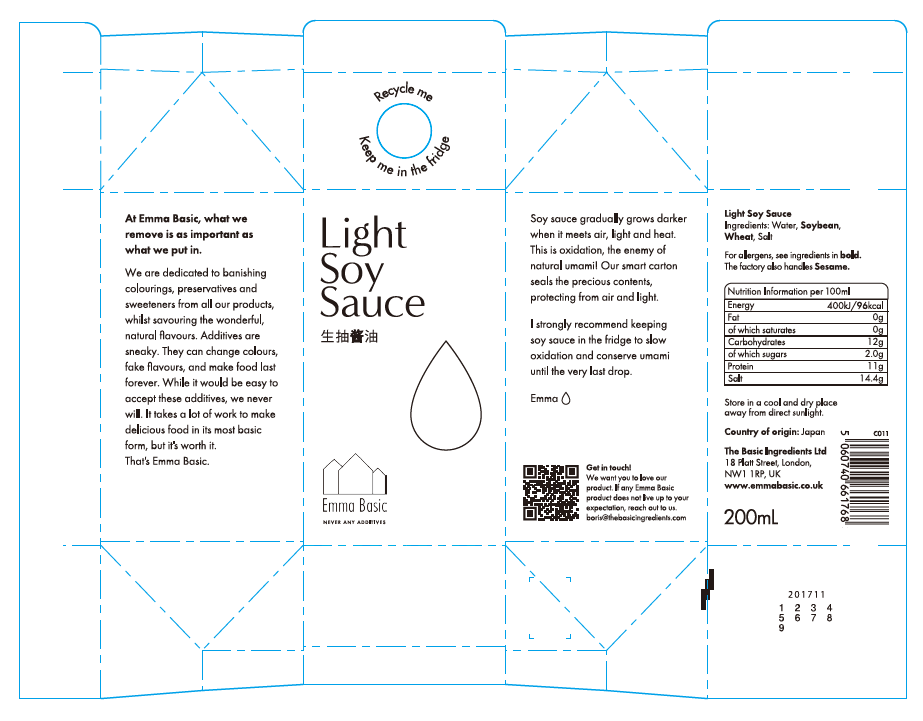 Recycle me
Keep me in the fridge
At Emma Basic, what we
remove is as important as
what we put in.
We are dedicated to banishing
colourings, preservatives and
sweeteners from all our products,
whilst savouring the wonderful,
natural flavours. Additives are
sneaky. They can change colours,
fake flavours, and make food last
forever. While it would be easy to
accept these additives, we never
will. It takes a lot of work to make
delicious food in its most basic
form, but it's worth it.
That's Emma Basic.
Light
Soy
Sauce
生抽酱油
Emma Basic
NEVER ANY ADDITIVES
Soy sauce gradually grows darker
when it meets air, light and heat.
This is oxidation, the enemy of
natural umami! Our smart carton
seals the precious contents,
protecting from air and light.
I strongly recommend keeping
soy sauce in the fridge to slow
oxidation and conserve umami
until the very last drop.
Emma
Get in touch!
We want you to love our
product. If any Emma Basic
product does not live up to your
expectation, reach out to us.
boris@thebasicingredients.com
Light Soy Sauce
Ingredients: Water, Soybean,
Wheat, Salt
For allergens, see ingredients in bold.
The factory also handles Sesame.
Nutrition Information per 100ml
Energy 400kJ/96kcal
Fat 0g
of which saturates 0g
Carbohydrates 12g
of which sugars 2.0g
Protein 11g
Salt 14.4g
Store in a cool and dry place
away from direct sunlight.
Country of origin: Japan
The Basic Ingredients Ltd
18 Platt Street, London,
NW1 1RP, UK
www.emmabasic.co.uk
200mL
C011
5 060740 661768
201711
1 2 3 4
5 6 7 8
9